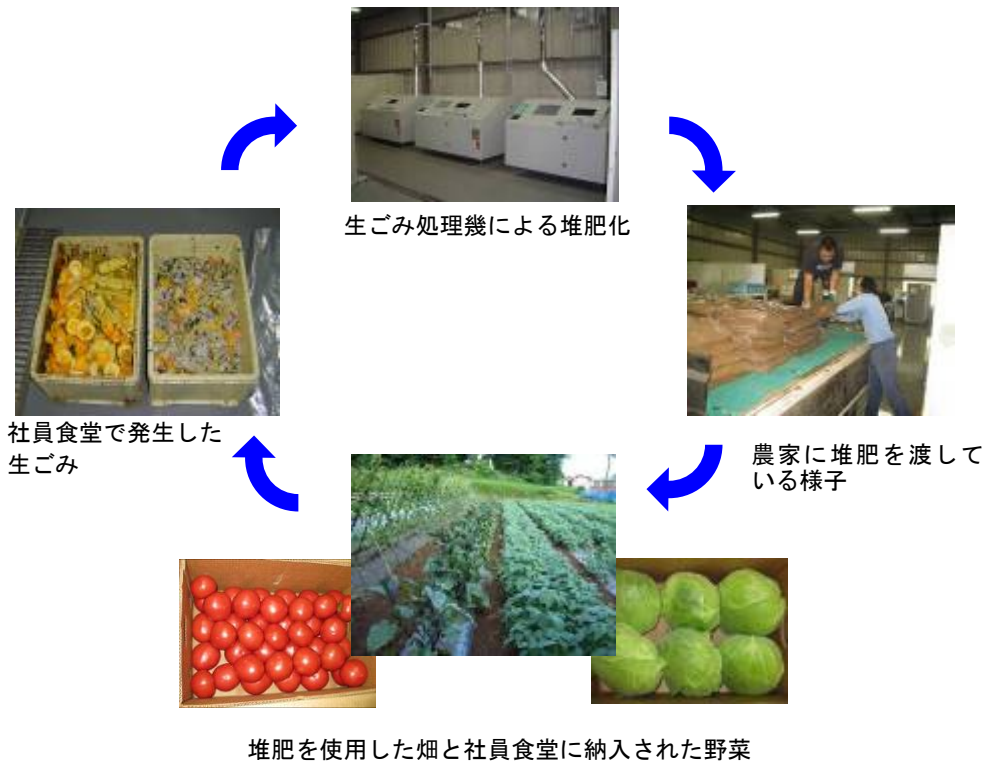 生ごみ処理幾による堆肥化
社員食堂で発生した
生ごみ
農家に堆肥を渡して
いる様子
堆肥を使用した畑と社員食堂に納入された野菜